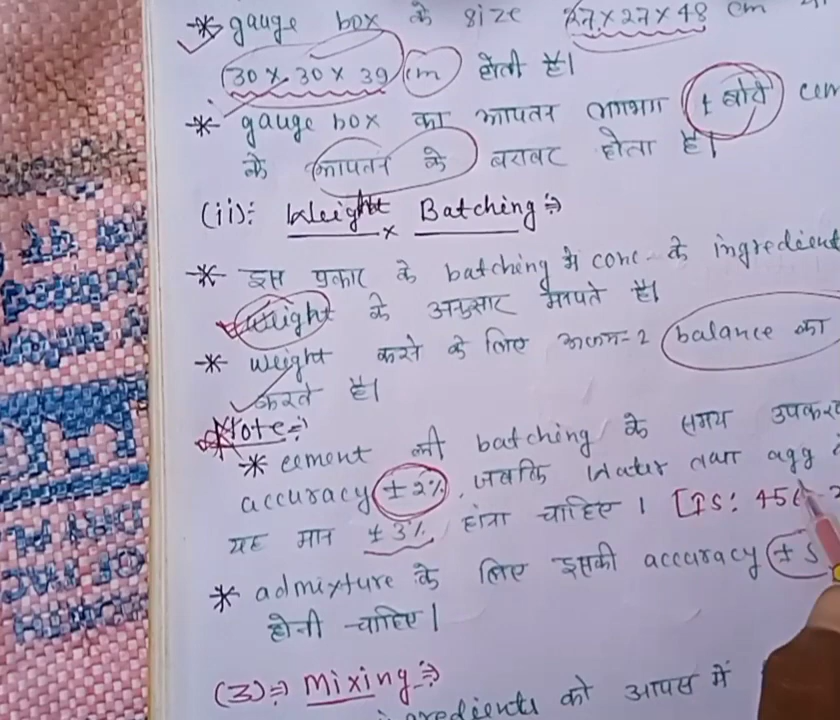 * gauge box के size 27 x 27 x 48 cm
30 x 30 x 39 cm होती है।
* gauge box का आयतन लगभग 1 बोरी cem
के आयतन के बराबर होता है।
(ii): Weight Batching ⇒
* इस प्रकार के batching में conc. के ingredient
weight के अनुसार मापते है।
* weight करने के लिए अलग-2 balance का
करते है।
Note ⇒
* cement की batching के समय उपकर
accuracy ± 2%, जबकि water तथा agg
यह मान ± 3% होना चाहिए। [IS: 456-
* admixture के लिए इसकी accuracy ± 5
होनी चाहिए।
(3) ⇒ Mixing ⇒
gredients को आपस में